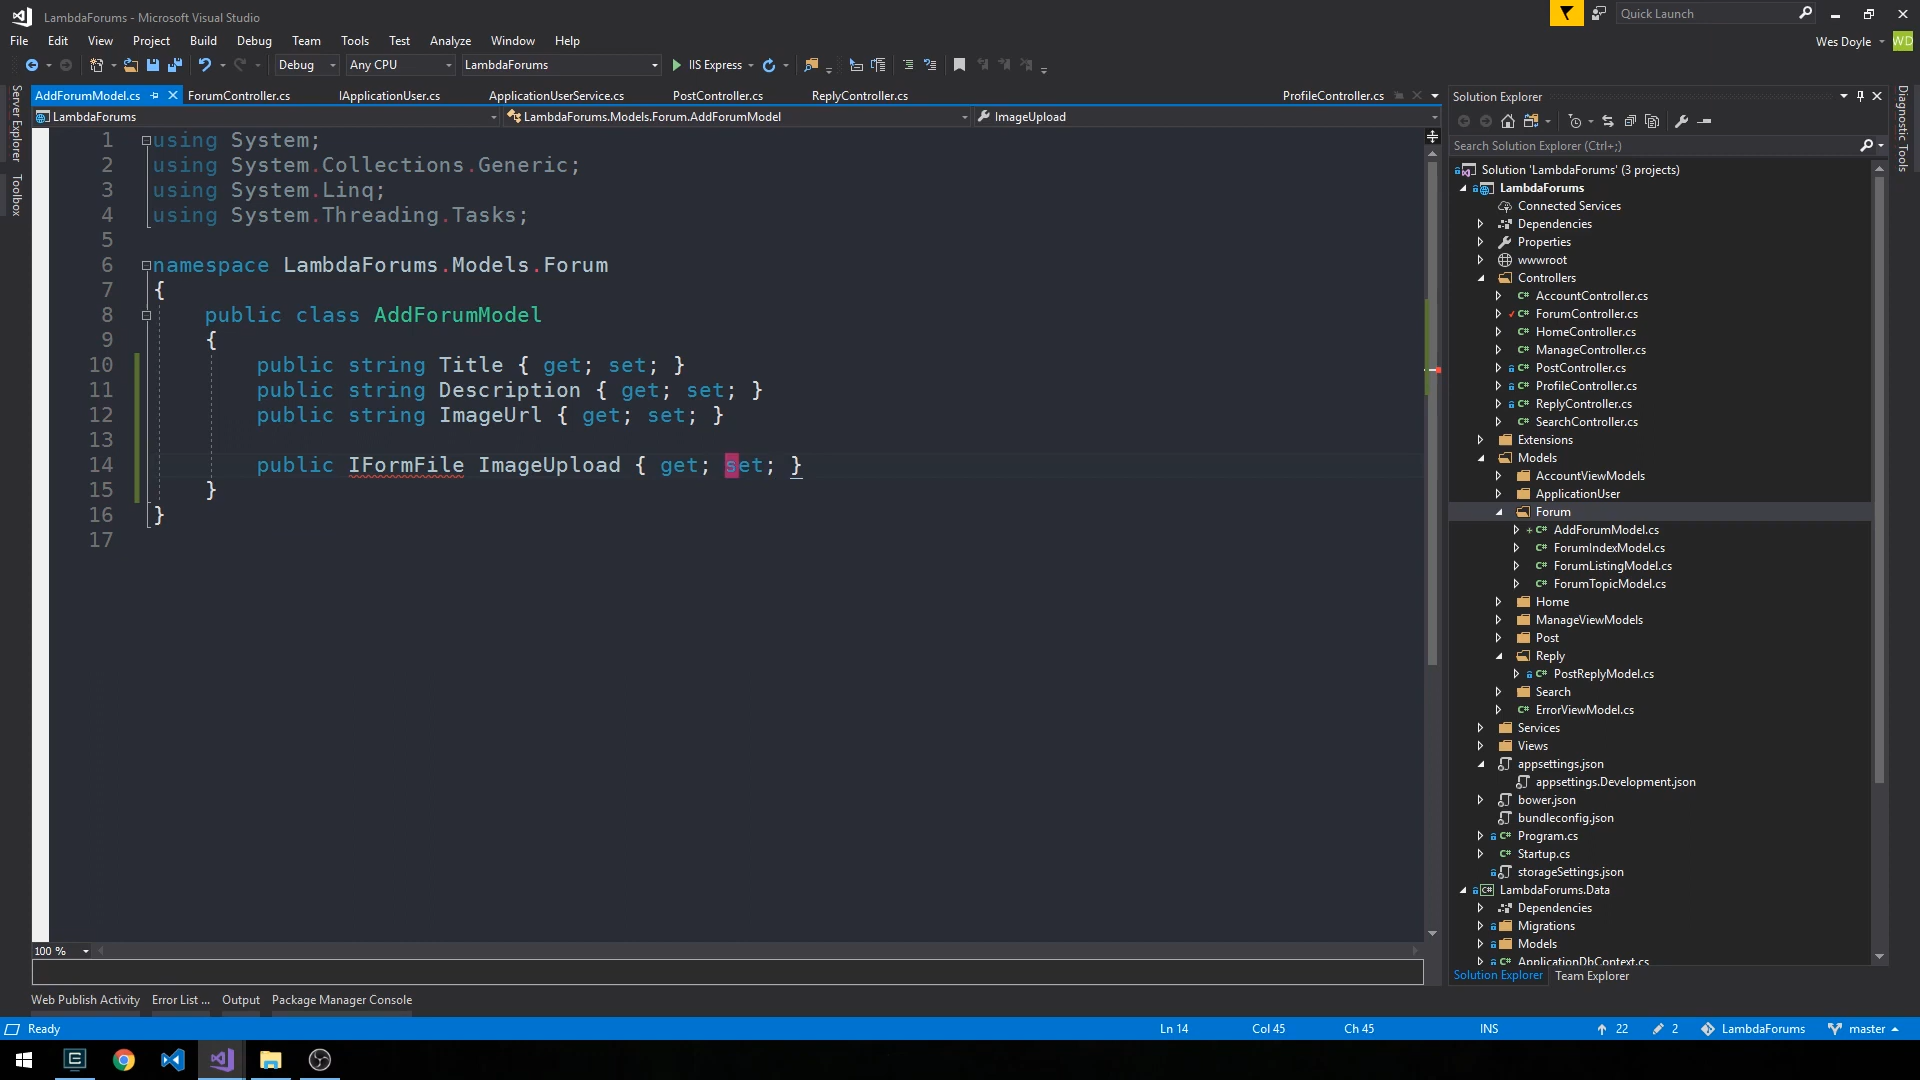 LambdaForums - Microsoft Visual Studio
Quick Launch
File Edit View Project Build Debug Team Tools Test Analyze Window Help
Wes Doyle WD
Debug Any CPU LambdaForums IIS Express
AddForumModel.cs ForumController.cs IApplicationUser.cs ApplicationUserService.cs PostController.cs ReplyController.cs ProfileController.cs
LambdaForums LambdaForums.Models.Forum.AddForumModel ImageUpload
Server Explorer
Toolbox
1 using System;
2 using System.Collections.Generic;
3 using System.Linq;
4 using System.Threading.Tasks;
5
6 namespace LambdaForums.Models.Forum
7 {
8 public class AddForumModel
9 {
10 public string Title { get; set; }
11 public string Description { get; set; }
12 public string ImageUrl { get; set; }
13
14 public IFormFile ImageUpload { get; set; }
15 }
16 }
17
100 %
Solution Explorer
Search Solution Explorer (Ctrl+;)
Solution 'LambdaForums' (3 projects)
LambdaForums
Connected Services
Dependencies
Properties
wwwroot
Controllers
C# AccountController.cs
C# ForumController.cs
C# HomeController.cs
C# ManageController.cs
C# PostController.cs
C# ProfileController.cs
C# ReplyController.cs
C# SearchController.cs
Extensions
Models
AccountViewModels
ApplicationUser
Forum
+ C# AddForumModel.cs
C# ForumIndexModel.cs
C# ForumListingModel.cs
C# ForumTopicModel.cs
Home
ManageViewModels
Post
Reply
C# PostReplyModel.cs
Search
C# ErrorViewModel.cs
Services
Views
appsettings.json
appsettings.Development.json
bower.json
bundleconfig.json
C# Program.cs
C# Startup.cs
storageSettings.json
C# LambdaForums.Data
Dependencies
Migrations
Models
C# ApplicationDbContext.cs
Solution Explorer Team Explorer
Diagnostic Tools
Web Publish Activity Error List ... Output Package Manager Console
Ready Ln 14 Col 45 Ch 45 INS 22 2 LambdaForums master